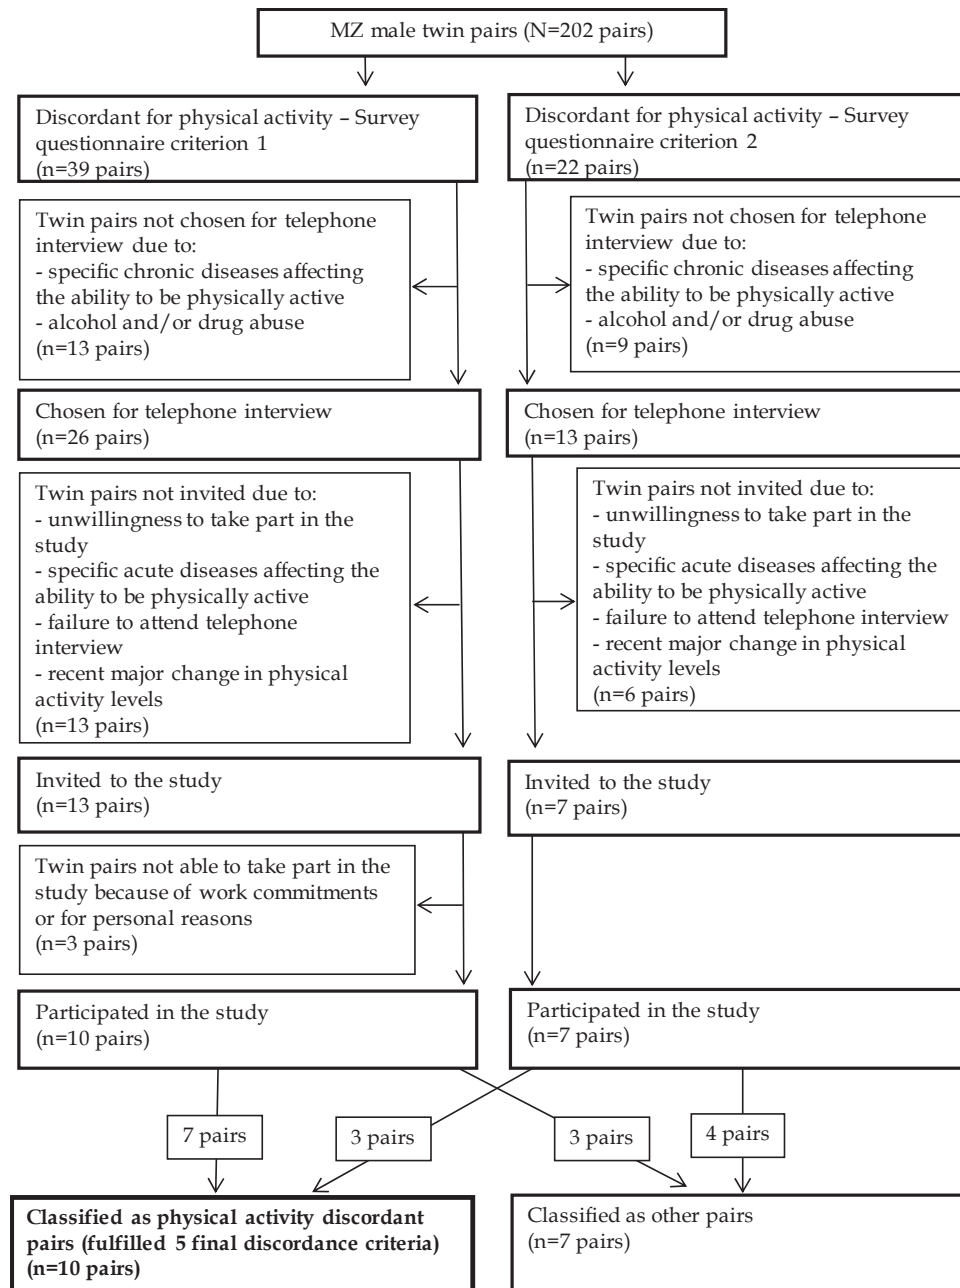 MZ male twin pairs (N=202 pairs)
Discordant for physical activity – Survey
questionnaire criterion 1
(n=39 pairs)
Discordant for physical activity – Survey
questionnaire criterion 2
(n=22 pairs)
Twin pairs not chosen for telephone
interview due to:
- specific chronic diseases affecting
the ability to be physically active
- alcohol and/or drug abuse
(n=13 pairs)
Twin pairs not chosen for telephone
interview due to:
- specific chronic diseases affecting
the ability to be physically active
- alcohol and/or drug abuse
(n=9 pairs)
Chosen for telephone interview
(n=26 pairs)
Chosen for telephone interview
(n=13 pairs)
Twin pairs not invited due to:
- unwillingness to take part in the
study
- specific acute diseases affecting the
ability to be physically active
- failure to attend telephone
interview
- recent major change in physical
activity levels
(n=13 pairs)
Twin pairs not invited due to:
- unwillingness to take part in the
study
- specific acute diseases affecting the
ability to be physically active
- failure to attend telephone interview
- recent major change in physical
activity levels
(n=6 pairs)
Invited to the study
(n=13 pairs)
Invited to the study
(n=7 pairs)
Twin pairs not able to take part in the
study because of work commitments
or for personal reasons
(n=3 pairs)
Participated in the study
(n=10 pairs)
Participated in the study
(n=7 pairs)
7 pairs
3 pairs
3 pairs
4 pairs
Classified as physical activity discordant
pairs (fulfilled 5 final discordance criteria)
(n=10 pairs)
Classified as other pairs
(n=7 pairs)